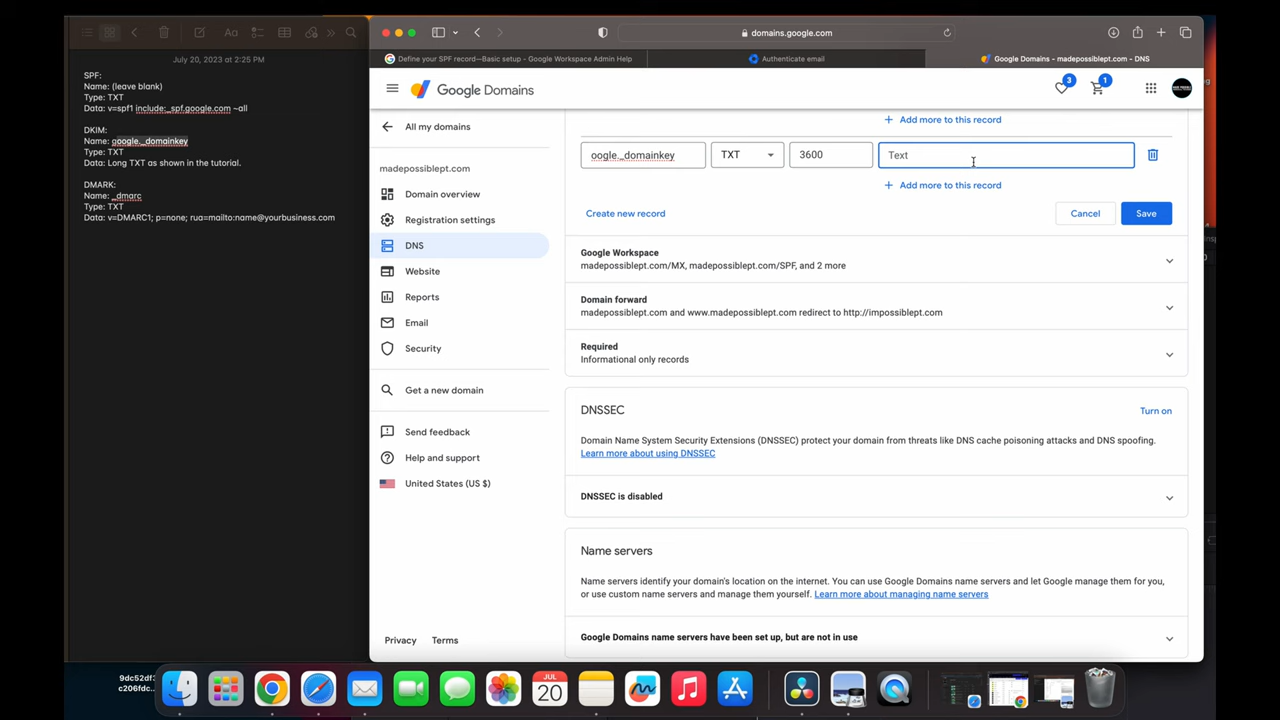 July 20, 2023 at 2:25 PM
SPF:
Name: (leave blank)
Type: TXT
Data: v=spf1 include:_spf.google.com ~all
DKIM:
Name: google._domainkey
Type: TXT
Data: Long TXT as shown in the tutorial.
DMARK:
Name: _dmarc
Type: TXT
Data: v=DMARC1; p=none; rua=mailto:name@yourbusiness.com
domains.google.com
Define your SPF record—Basic setup - Google Workspace Admin Help
Authenticate email
Google Domains - madepossiblept.com - DNS
Google Domains
3
1
All my domains
madepossiblept.com
Domain overview
Registration settings
DNS
Website
Reports
Email
Security
Get a new domain
Send feedback
Help and support
United States (US $)
Privacy Terms
+ Add more to this record
oogle._domainkey TXT 3600 Text
+ Add more to this record
Create new record Cancel Save
Google Workspace
madepossiblept.com/MX, madepossiblept.com/SPF, and 2 more
Domain forward
madepossiblept.com and www.madepossiblept.com redirect to http://impossiblept.com
Required
Informational only records
DNSSEC Turn on
Domain Name System Security Extensions (DNSSEC) protect your domain from threats like DNS cache poisoning attacks and DNS spoofing.
Learn more about using DNSSEC
DNSSEC is disabled
Name servers
Name servers identify your domain's location on the internet. You can use Google Domains name servers and let Google manage them for you,
or use custom name servers and manage them yourself. Learn more about managing name servers
Google Domains name servers have been set up, but are not in use
9dc52df3
c206fdc...
JUL
20